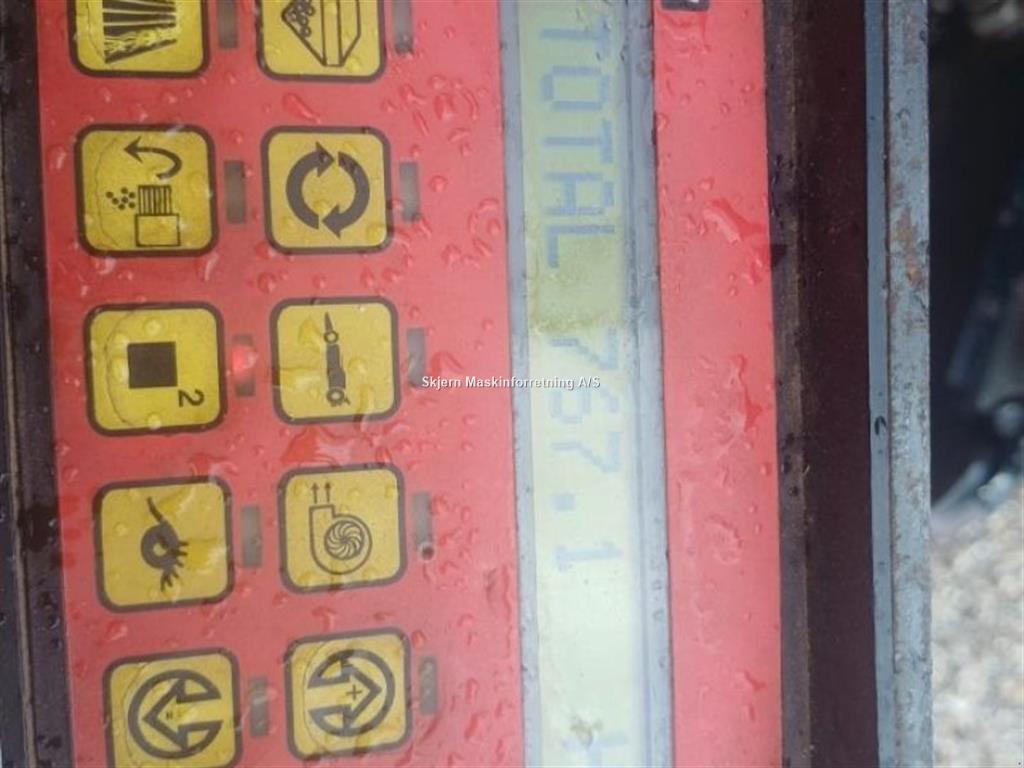 TOTAL 767.1
2
Skjern Maskinforretning A/S